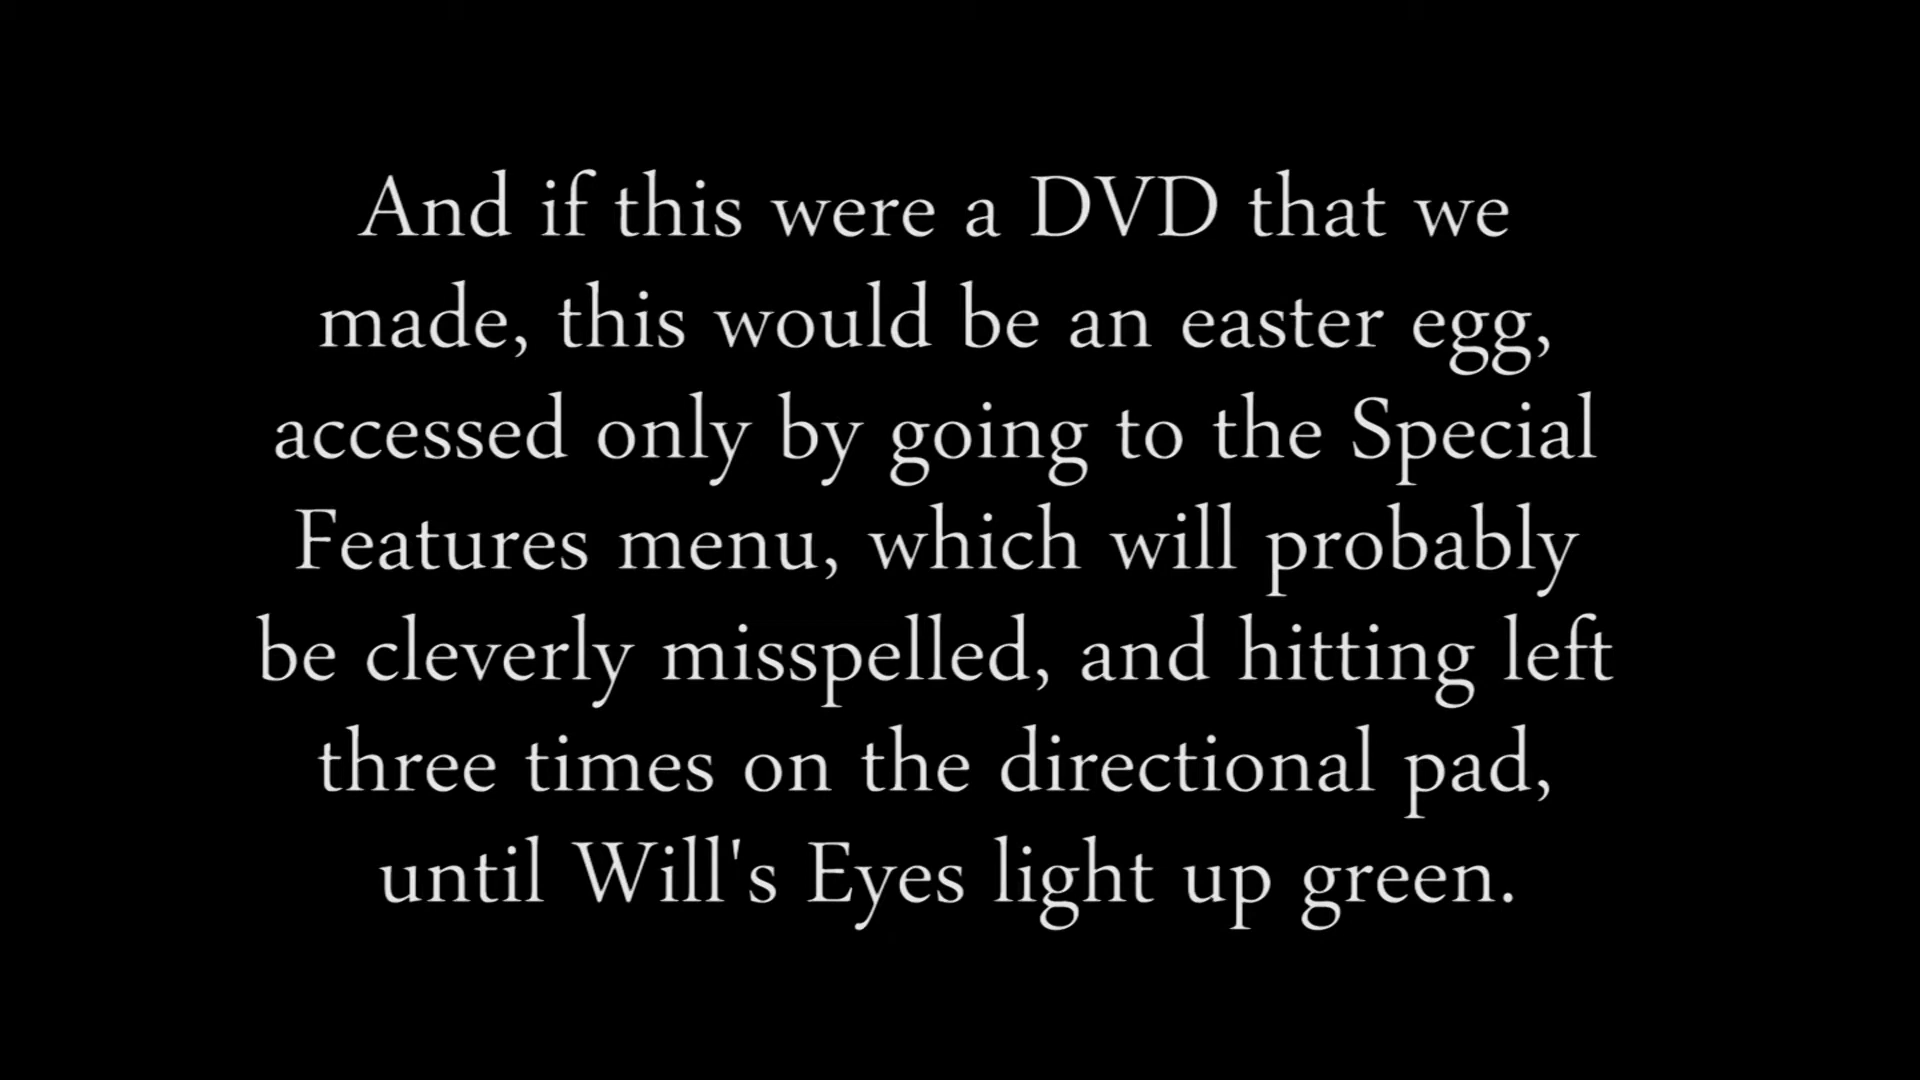 And if this were a DVD that we
made, this would be an easter egg,
accessed only by going to the Special
Features menu, which will probably
be cleverly misspelled, and hitting left
three times on the directional pad,
until Will's Eyes light up green.